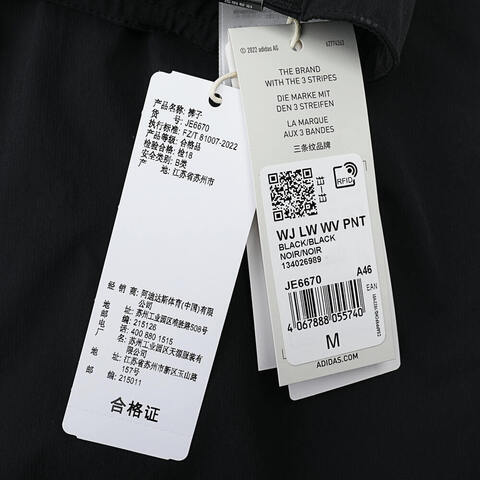 产品名称: 裤子
货 号: JE6670
执行标准: FZ/T 81007-2022
产品等级: 合格品
检验合格: 检18
安全类别: B类
产 地: 江苏省苏州市
经 销 商: 阿迪达斯体育(中国)有限公司
地 址: 苏州工业园区鸿胜路508号
邮 编: 215126
电 话: 400 880 1515
名 称: 苏州工业园区天源服装有限公司
地 址: 江苏省苏州市新区玉山路157号
邮 编: 215011
合格证
© 2022 adidas AG
THE BRAND
WITH THE 3 STRIPES
DIE MARKE MIT
DEN 3 STREIFEN
LA MARQUE
AUX 3 BANDES
三条纹品牌
RFID
WJ LW WV PNT
BLACK/BLACK
NOIR/NOIR
134026989
JE6670 A46
EAN
4 067888 055740
M
ADIDAS.COM